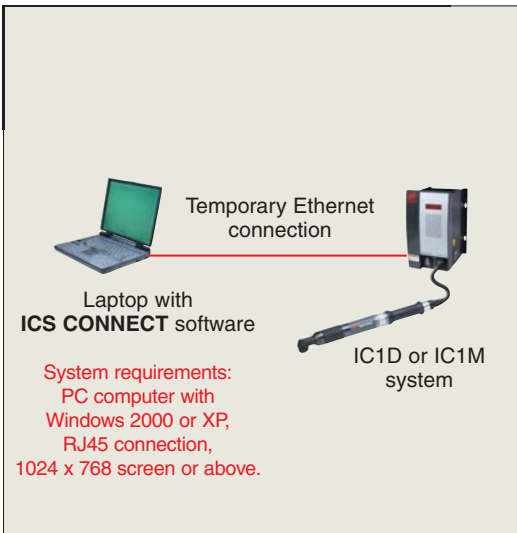 Temporary Ethernet
connection
Laptop with
ICS CONNECT software
System requirements:
PC computer with
Windows 2000 or XP,
RJ45 connection,
1024 x 768 screen or above.
IC1D or IC1M
system